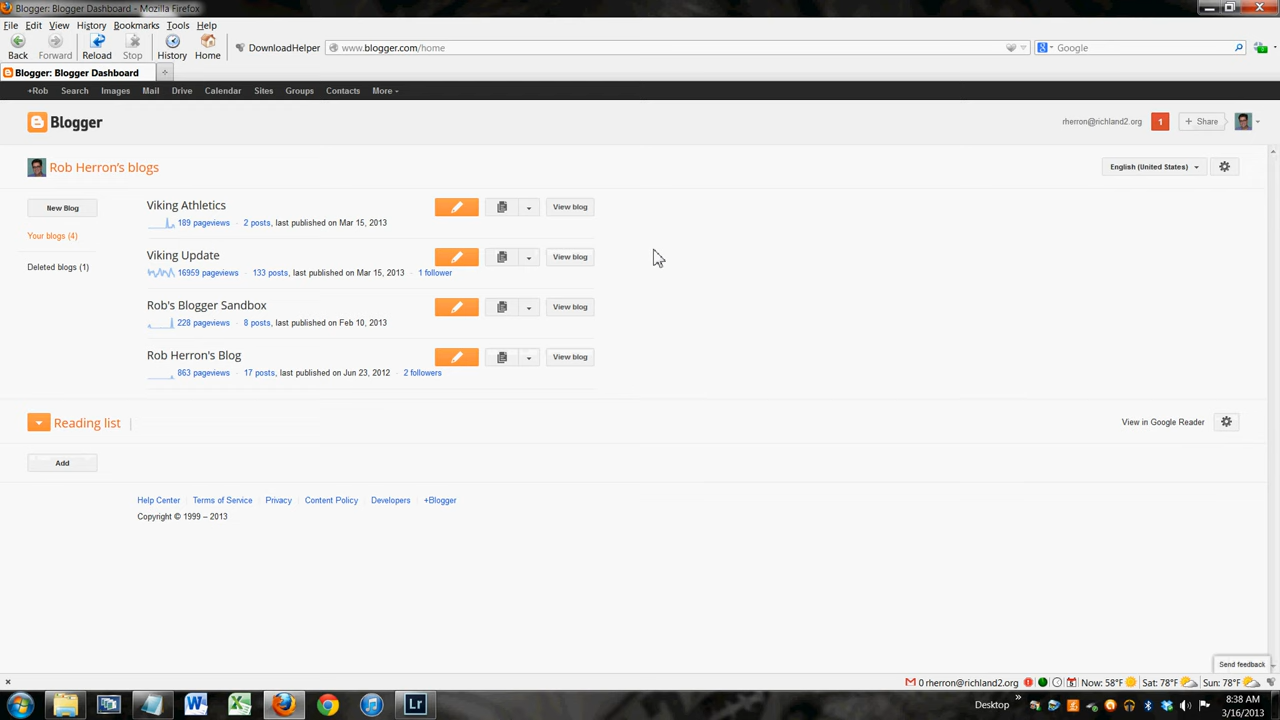 Blogger: Blogger Dashboard - Mozilla Firefox
File Edit View History Bookmarks Tools Help
Back Forward Reload Stop History Home DownloadHelper www.blogger.com/home Google
Blogger: Blogger Dashboard
+Rob Search Images Mail Drive Calendar Sites Groups Contacts More
Blogger rherron@richland2.org 1 + Share
Rob Herron's blogs English (United States)
New Blog
Your blogs (4)
Deleted blogs (1)
Viking Athletics View blog
189 pageviews · 2 posts, last published on Mar 15, 2013
Viking Update View blog
16959 pageviews · 133 posts, last published on Mar 15, 2013 · 1 follower
Rob's Blogger Sandbox View blog
228 pageviews · 8 posts, last published on Feb 10, 2013
Rob Herron's Blog View blog
863 pageviews · 17 posts, last published on Jun 23, 2012 · 2 followers
Reading list View in Google Reader
Add
Help Center Terms of Service Privacy Content Policy Developers +Blogger
Copyright © 1999 – 2013
Send feedback
0 rherron@richland2.org Now: 58°F Sat: 78°F Sun: 78°F
Lr Desktop 8:38 AM
3/16/2013